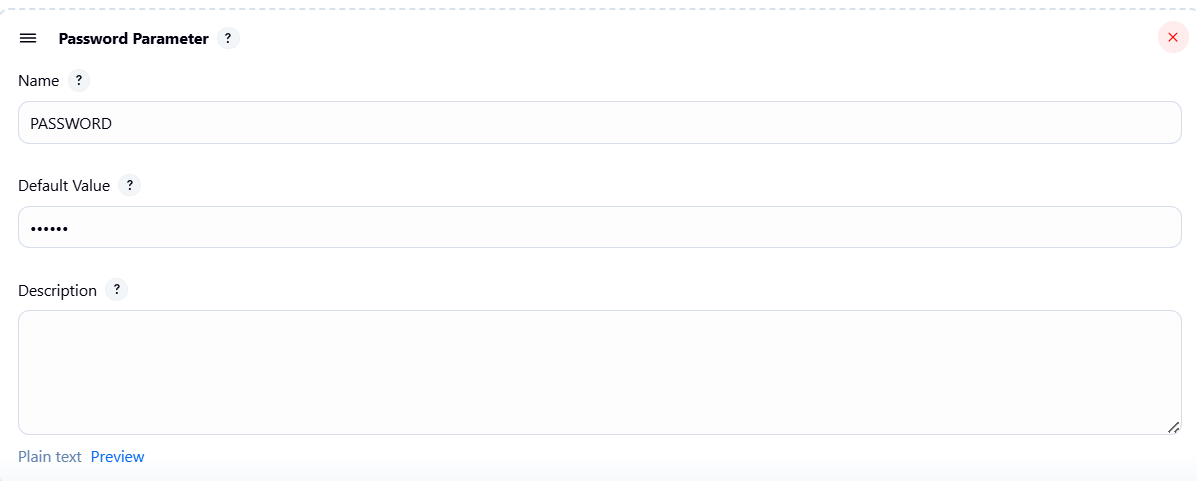 Password Parameter ?
Name ?
PASSWORD
Default Value ?
••••••
Description ?
Plain text Preview